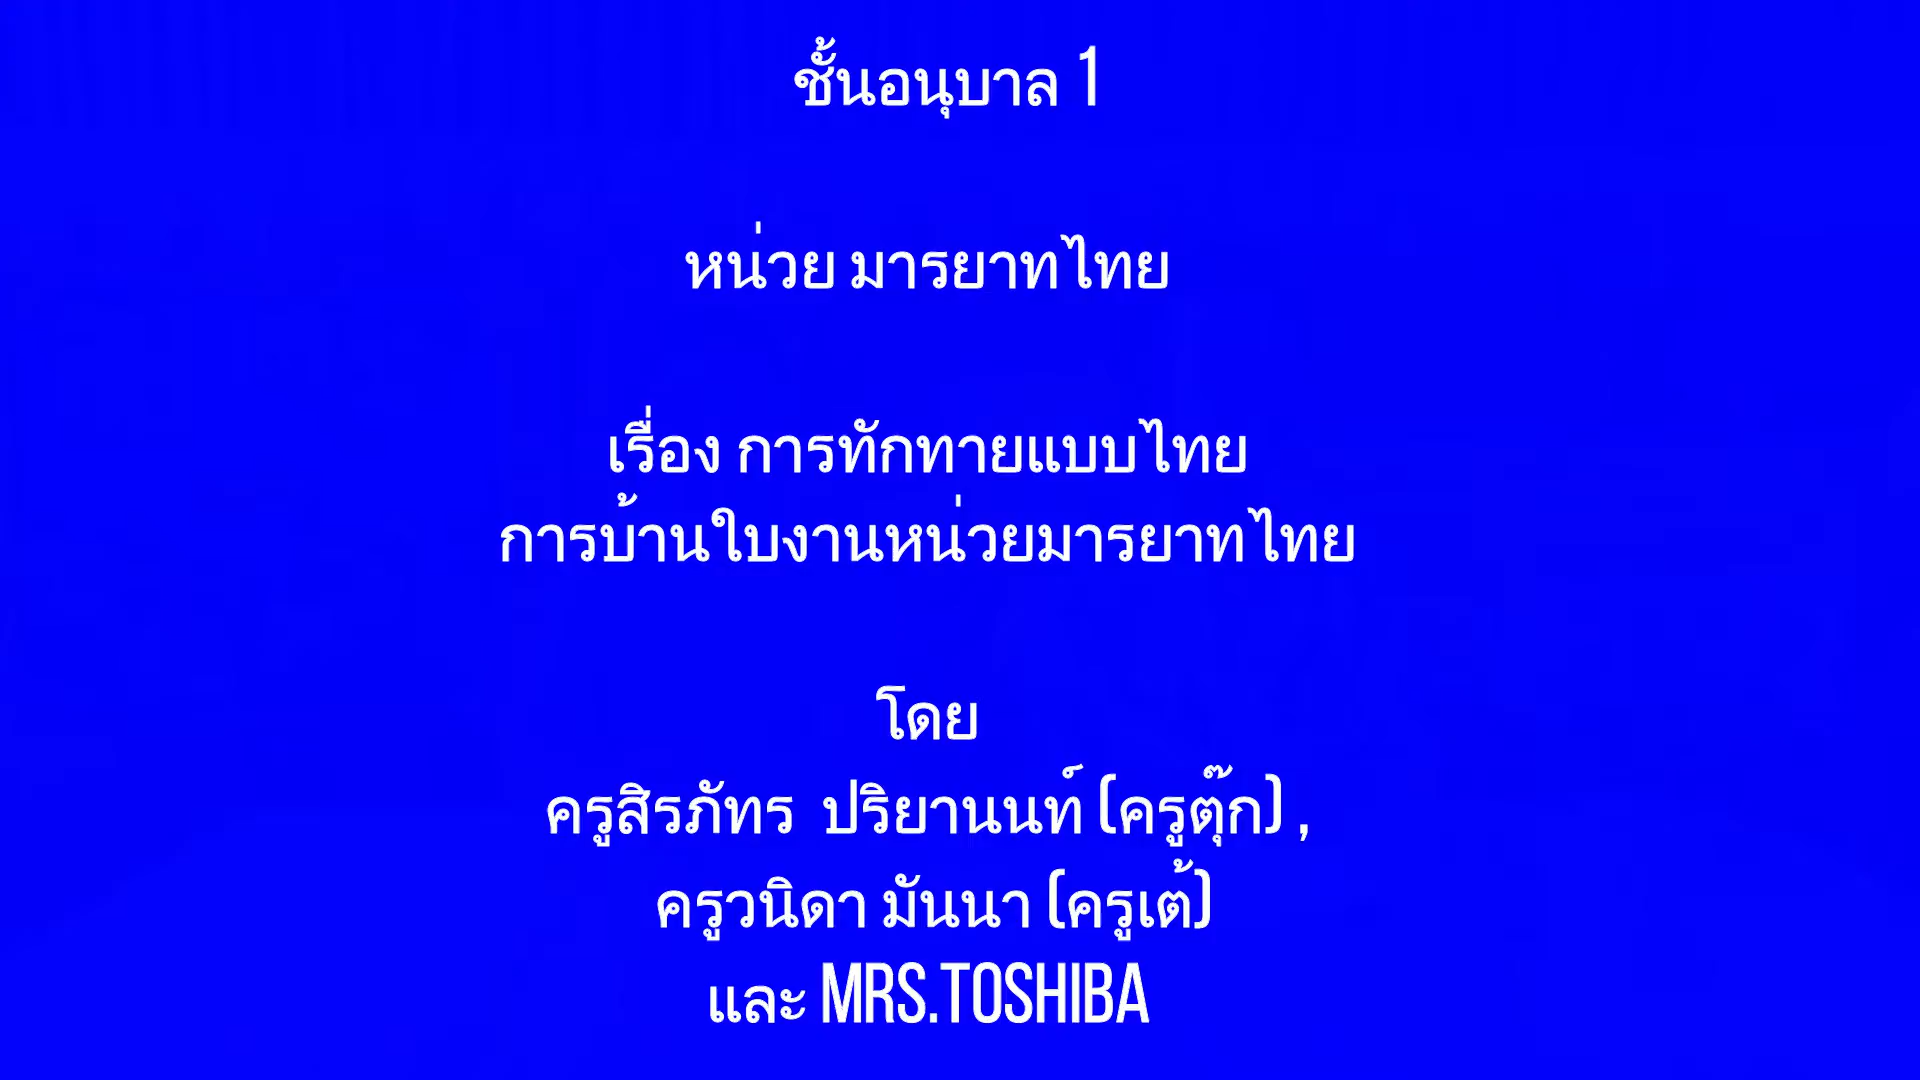 ชั้นอนุบาล 1
หน่วย มารยาทไทย
เรื่อง การทักทายแบบไทย
การบ้านใบงานหน่วยมารยาทไทย
โดย
ครูสิรภัทร ปริยานนท์ (ครูตุ๊ก) ,
ครูวนิดา มันนา (ครูเต้)
และ MRS.TOSHIBA